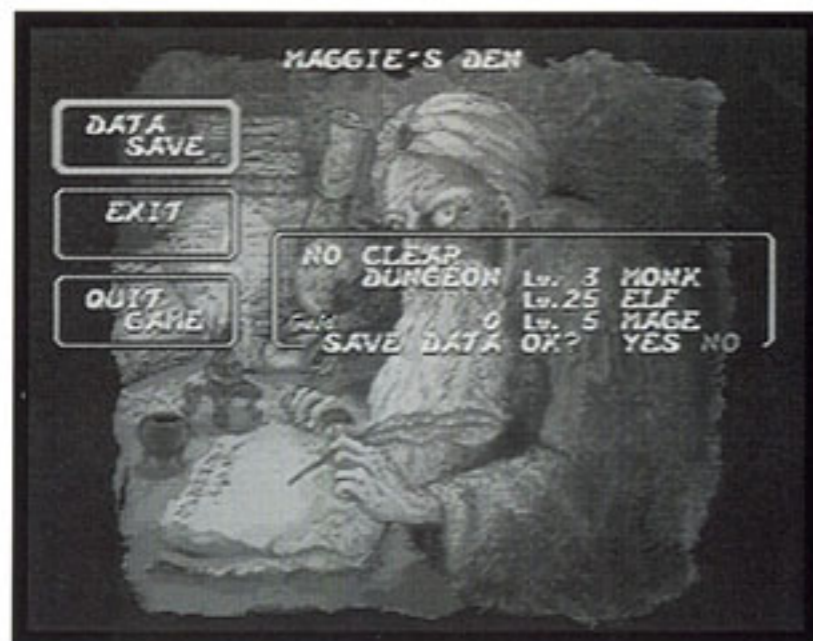 MAGGIE'S DEN
DATA
SAVE
EXIT
QUIT
GAME
NO CLEAR
DUNGEON Lv. 3 MONK
Lv.25 ELF
Gold 0 Lv. 5 MAGE
SAVE DATA OK? YES NO